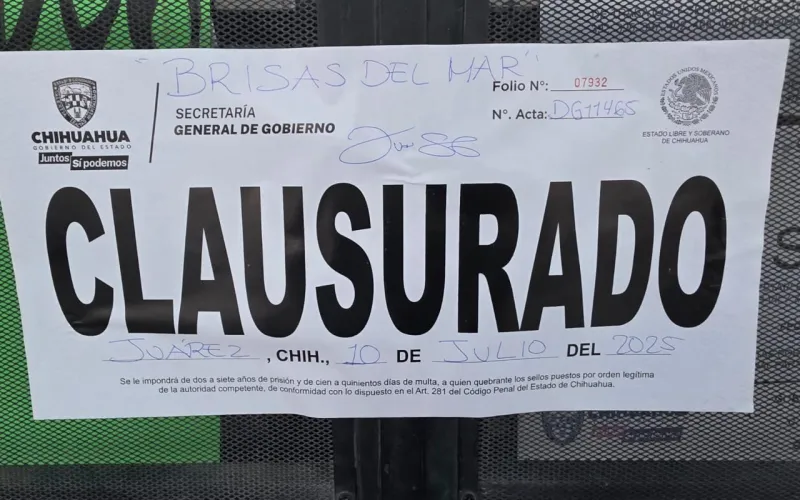 "BRISAS DEL MAR"
Folio N°: 07932
N°. Acta: DG11465
CHIHUAHUA
GOBIERNO DEL ESTADO
Juntos Sí podemos
SECRETARÍA
GENERAL DE GOBIERNO
ESTADOS UNIDOS MEXICANOS
ESTADO LIBRE Y SOBERANO
DE CHIHUAHUA
CLAUSURADO
JUÁREZ, CHIH., 10 DE JULIO DEL 2025
Se le impondrá de dos a siete años de prisión y de cien a quinientos días de multa, a quien quebrante los sellos puestos por orden legítima
de la autoridad competente, de conformidad con lo dispuesto en el Art. 281 del Código Penal del Estado de Chihuahua.